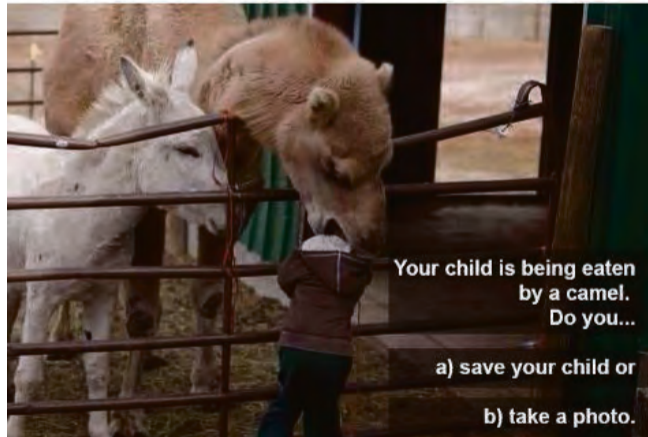 Your child is being eaten
by a camel.
Do you...
a) save your child or
b) take a photo.